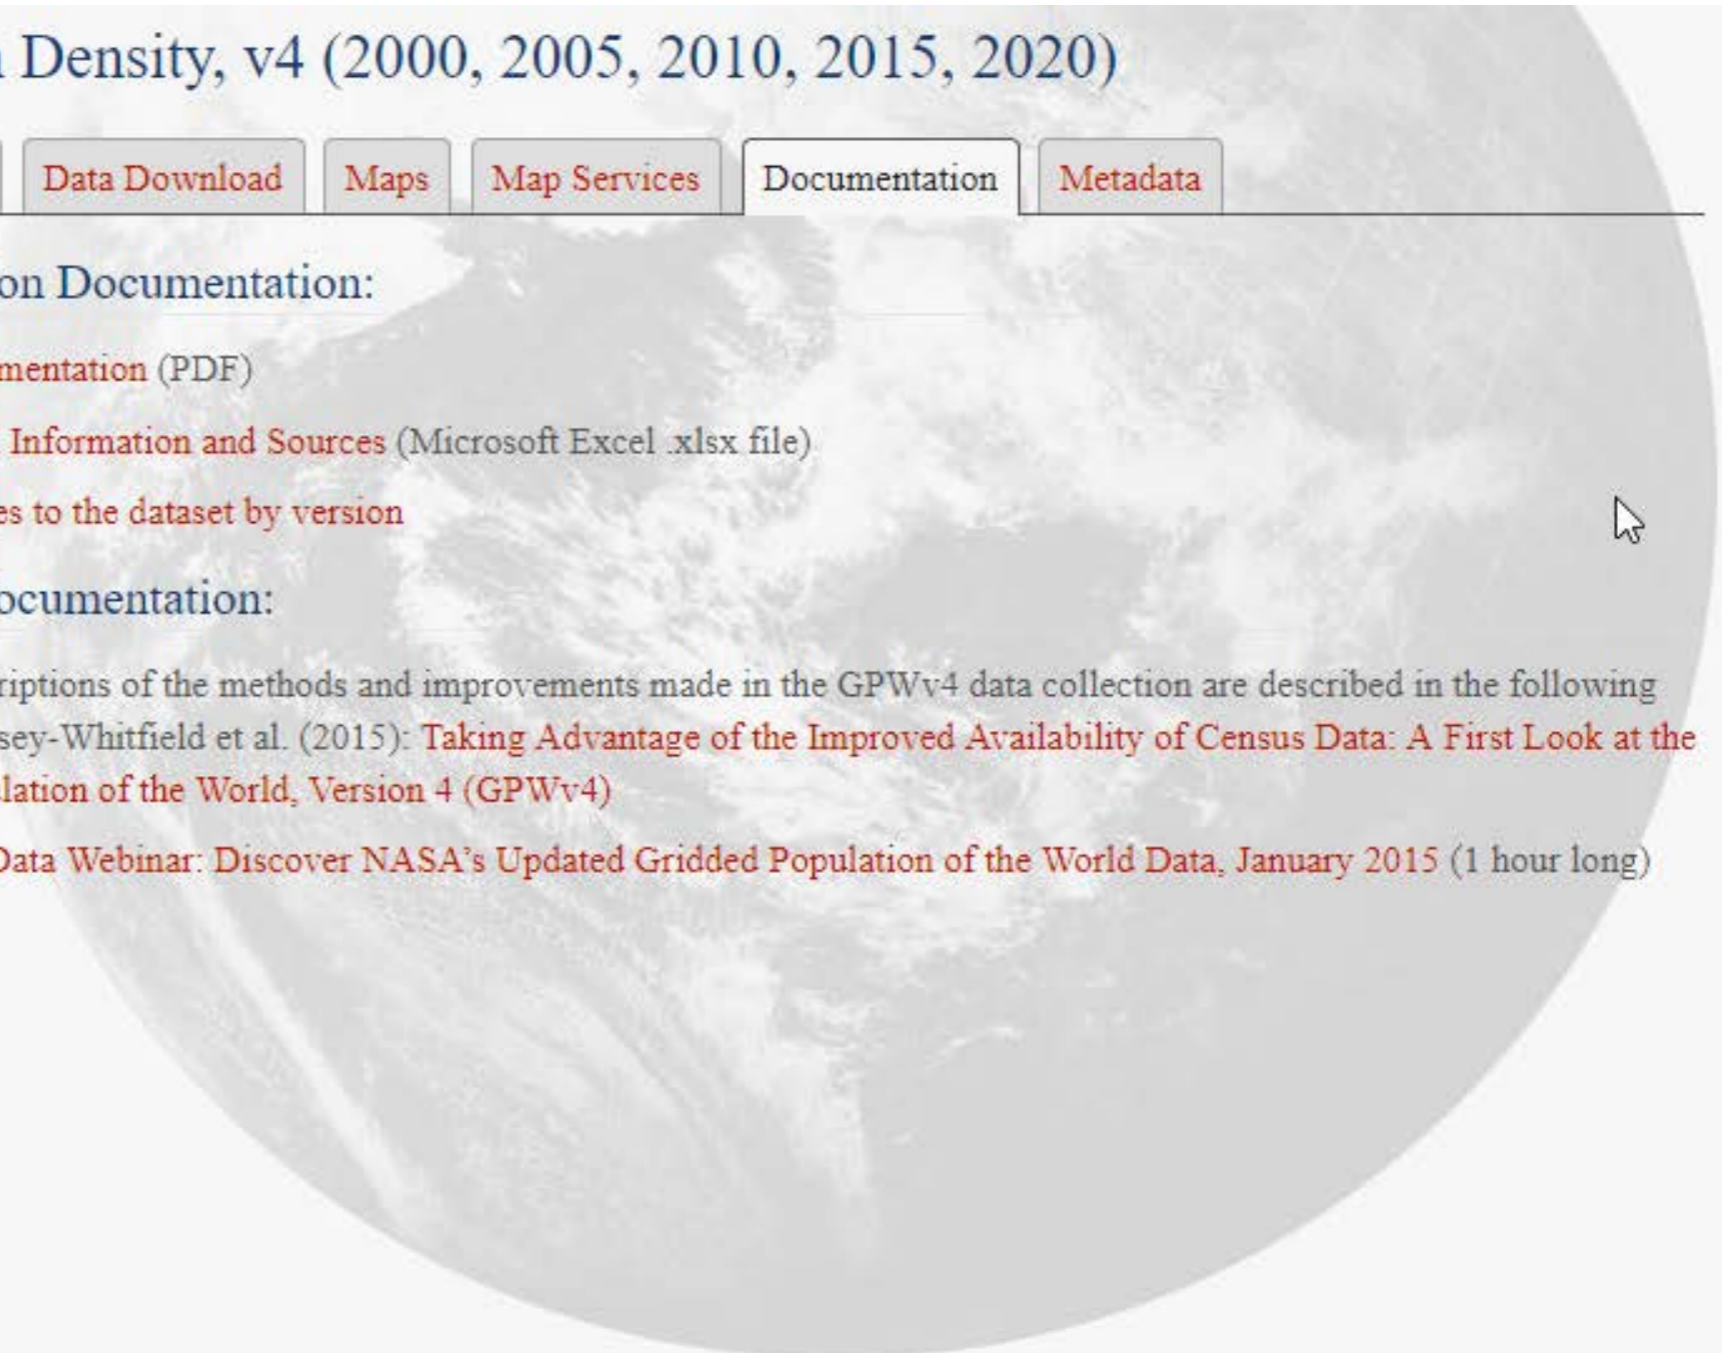 Density, v4 (2000, 2005, 2010, 2015, 2020)
Data Download Maps Map Services Documentation Metadata
on Documentation:
mentation (PDF)
Information and Sources (Microsoft Excel .xlsx file)
es to the dataset by version
ocumentation:
riptions of the methods and improvements made in the GPWv4 data collection are described in the following
sey-Whitfield et al. (2015): Taking Advantage of the Improved Availability of Census Data: A First Look at the
lation of the World, Version 4 (GPWv4)
Data Webinar: Discover NASA's Updated Gridded Population of the World Data, January 2015 (1 hour long)